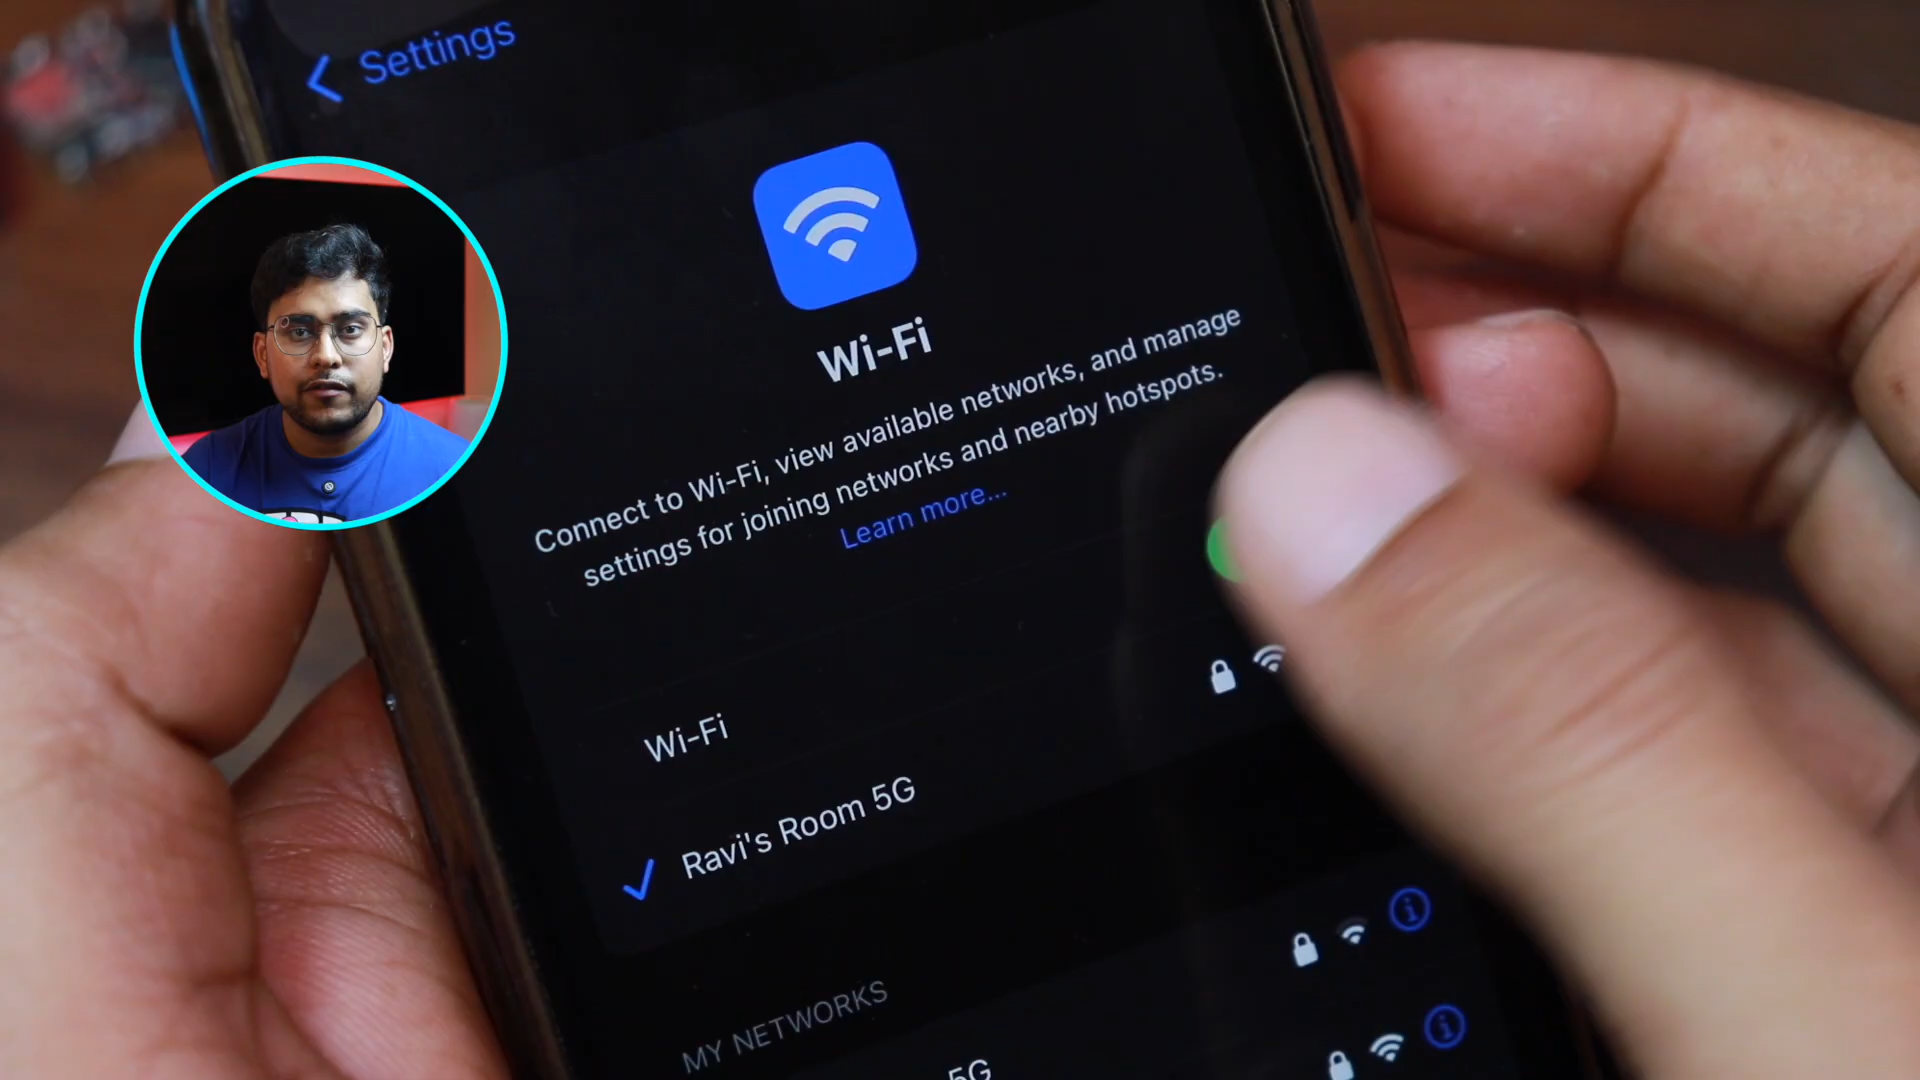 Settings
Wi-Fi
Connect to Wi-Fi, view available networks, and manage
settings for joining networks and nearby hotspots.
Learn more...
Wi-Fi
Ravi's Room 5G
MY NETWORKS
5G